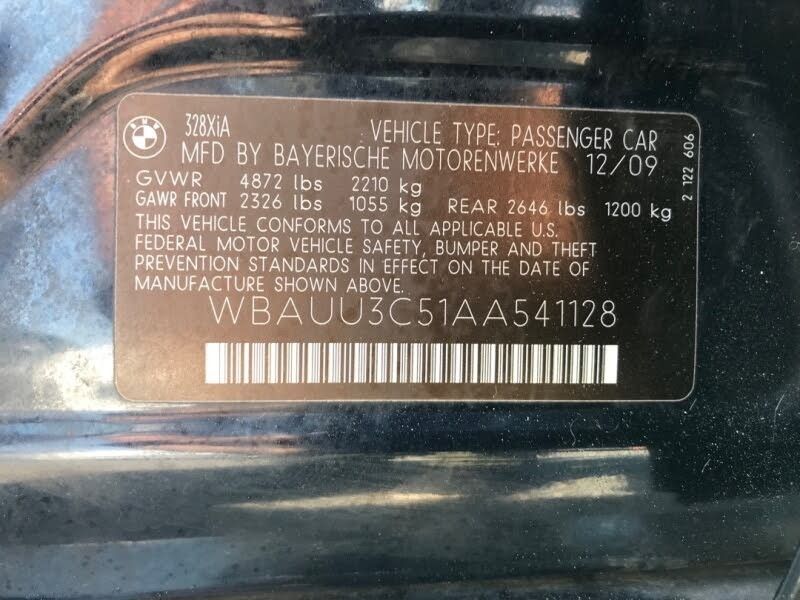 BMW
328XiA
VEHICLE TYPE: PASSENGER CAR
MFD BY BAYERISCHE MOTORENWERKE 12/09
GVWR 4872 lbs 2210 kg
GAWR FRONT 2326 lbs 1055 kg REAR 2646 lbs 1200 kg
THIS VEHICLE CONFORMS TO ALL APPLICABLE U.S.
FEDERAL MOTOR VEHICLE SAFETY, BUMPER AND THEFT
PREVENTION STANDARDS IN EFFECT ON THE DATE OF
MANUFACTURE SHOWN ABOVE.
WBAUU3C51AA541128
2 122 606